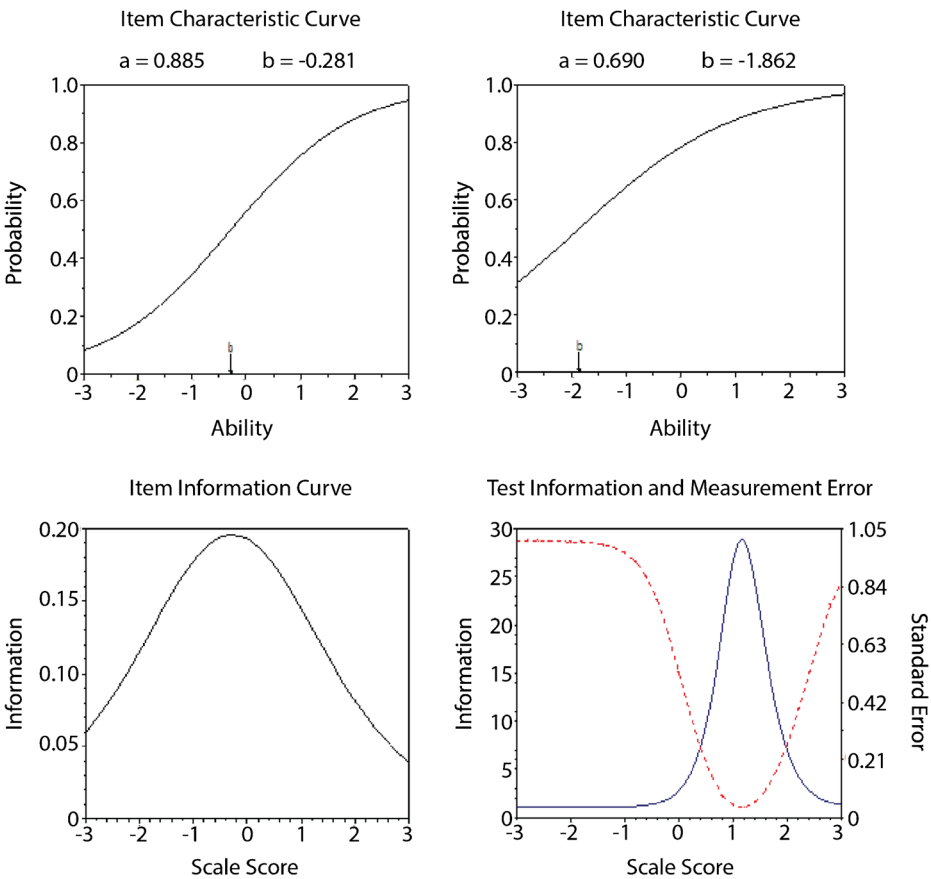 Item Characteristic Curve
a = 0.885 b = -0.281
1.0
0.8
0.6
0.4
0.2
0
Probability
b
-3 -2 -1 0 1 2 3
Ability
Item Characteristic Curve
a = 0.690 b = -1.862
1.0
0.8
0.6
0.4
0.2
0
Probability
b
-3 -2 -1 0 1 2 3
Ability
Item Information Curve
0.20
0.15
0.10
0.05
0
Information
-3 -2 -1 0 1 2 3
Scale Score
Test Information and Measurement Error
30
25
20
15
10
5
0
Information
1.05
0.84
0.63
0.42
0.21
0
Standard Error
-3 -2 -1 0 1 2 3
Scale Score